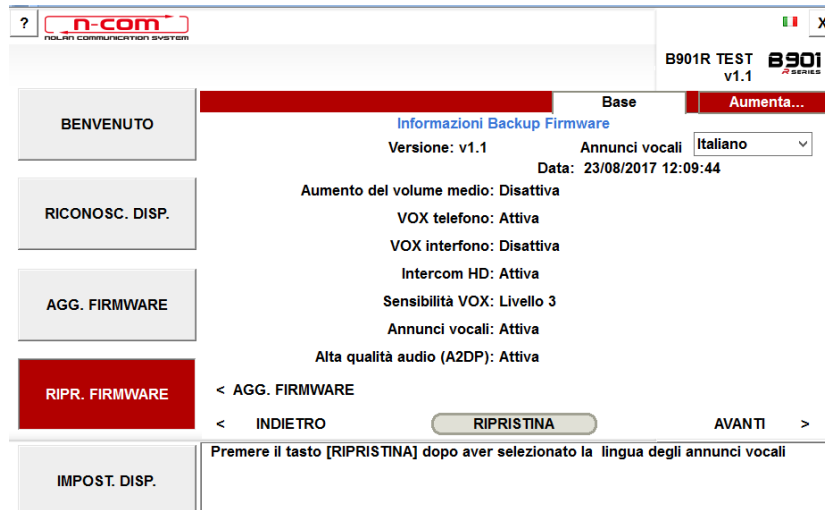 ?
n-com
NOLAN COMMUNICATION SYSTEM
X
B901R TEST
v1.1
B901
R SERIES
Base
Aumenta...
BENVENUTO
Informazioni Backup Firmware
Versione: v1.1
Annunci vocali
Italiano
Data: 23/08/2017 12:09:44
Aumento del volume medio: Disattiva
RICONOSC. DISP.
VOX telefono: Attiva
VOX interfono: Disattiva
Intercom HD: Attiva
AGG. FIRMWARE
Sensibilità VOX: Livello 3
Annunci vocali: Attiva
Alta qualità audio (A2DP): Attiva
RIPR. FIRMWARE
< AGG. FIRMWARE
< INDIETRO
RIPRISTINA
AVANTI >
Premere il tasto [RIPRISTINA] dopo aver selezionato la lingua degli annunci vocali
IMPOST. DISP.